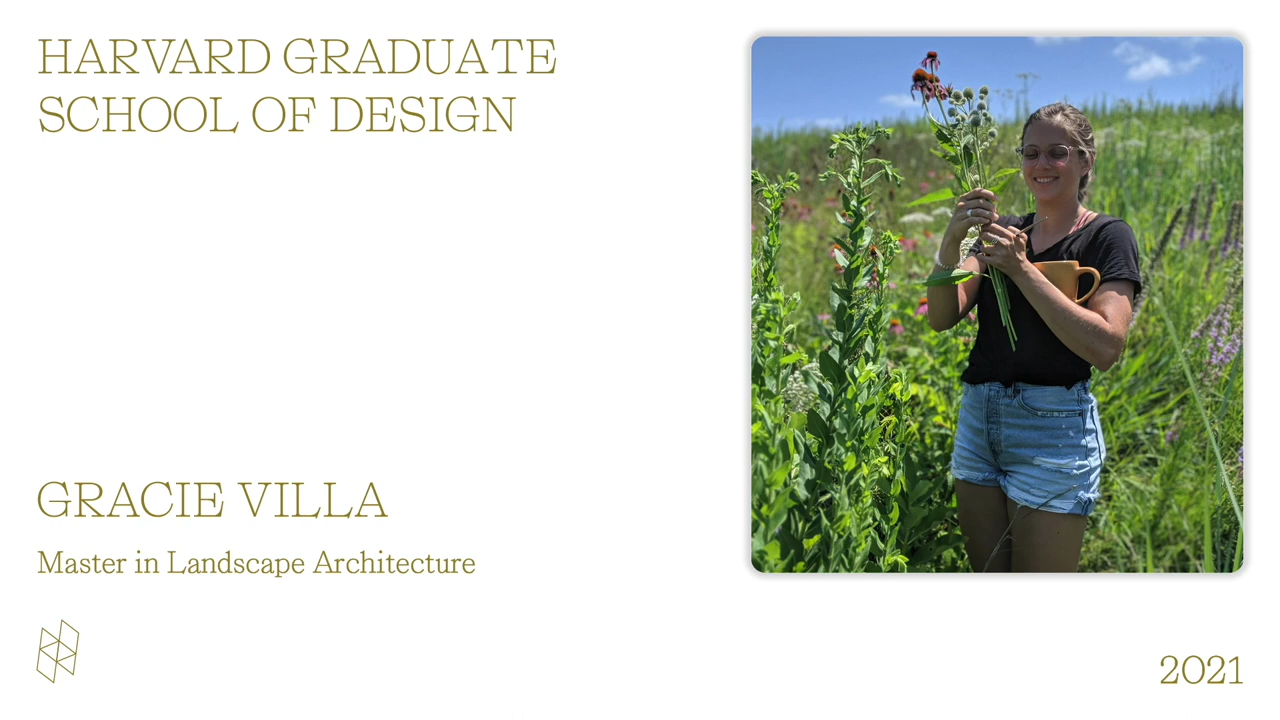 HARVARD GRADUATE
SCHOOL OF DESIGN
GRACIE VILLA
Master in Landscape Architecture
2021